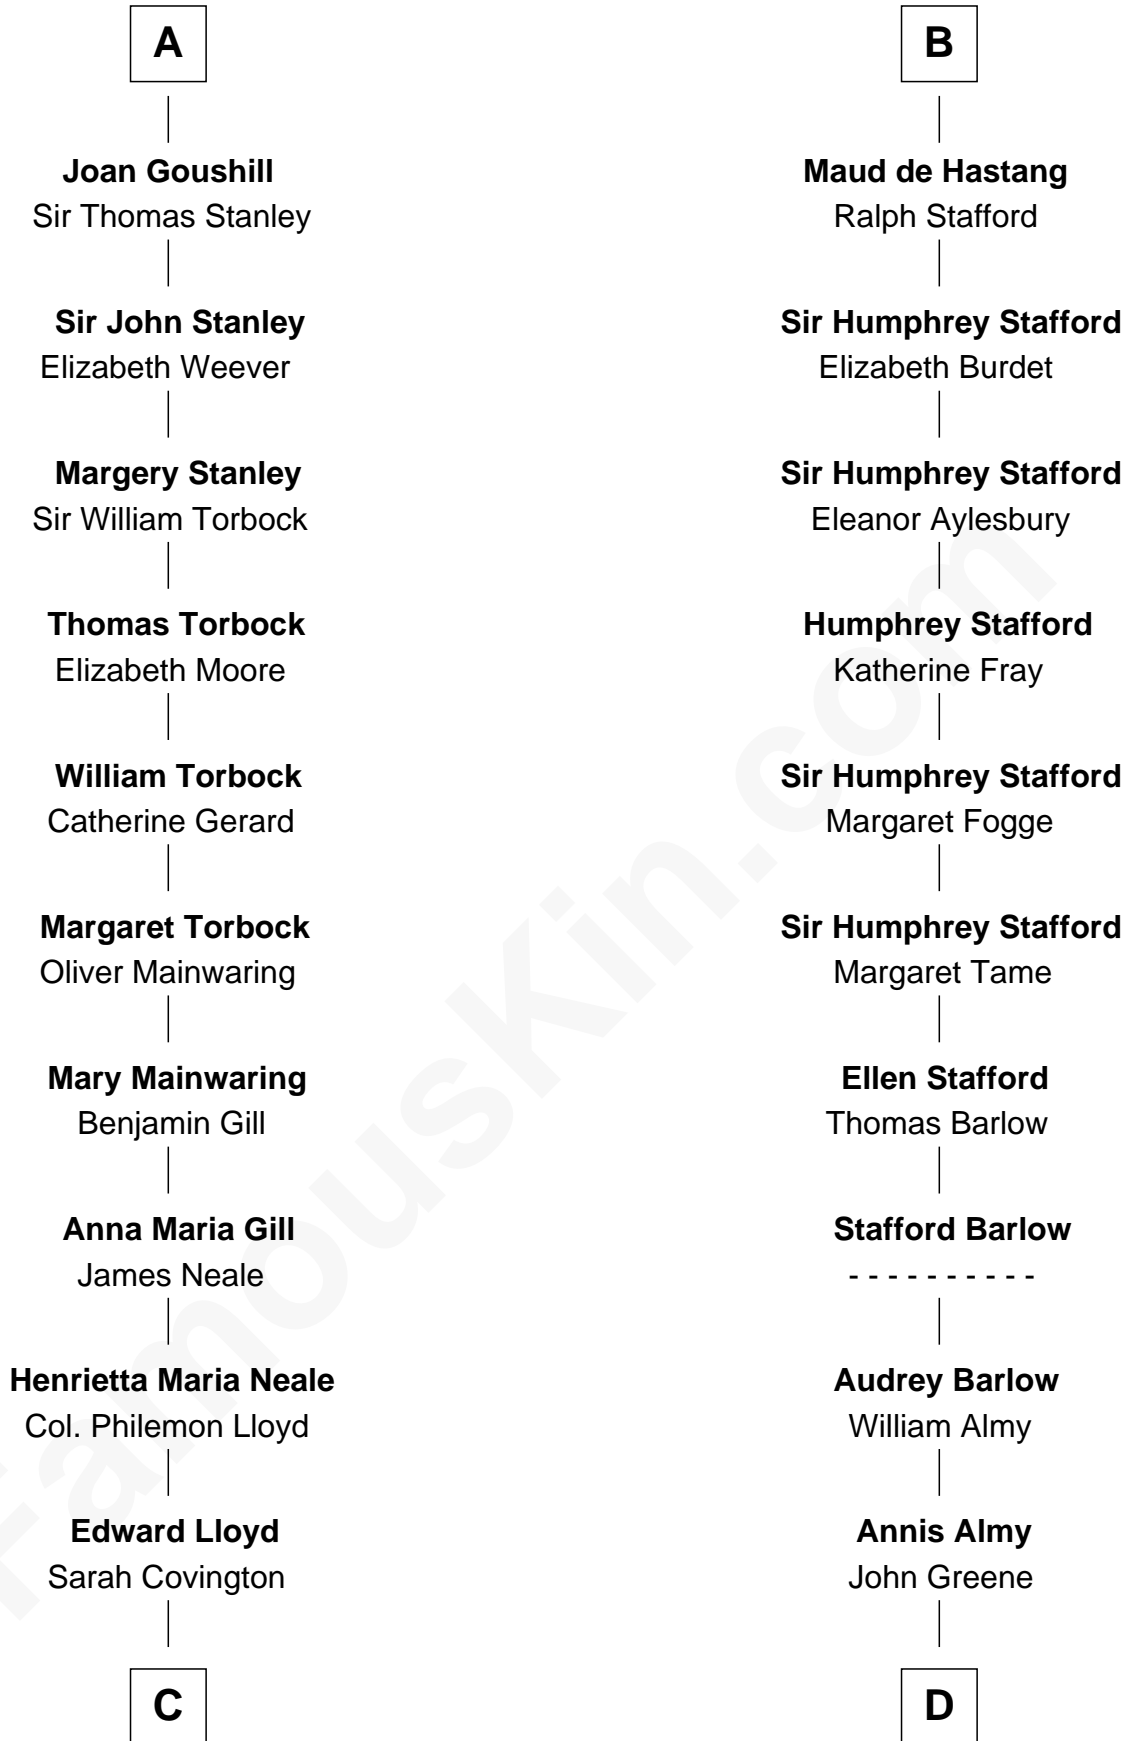 A
Joan Goushill
Sir Thomas Stanley
Sir John Stanley
Elizabeth Weever
Margery Stanley
Sir William Torbock
Thomas Torbock
Elizabeth Moore
William Torbock
Catherine Gerard
Margaret Torbock
Oliver Mainwaring
Mary Mainwaring
Benjamin Gill
Anna Maria Gill
James Neale
Henrietta Maria Neale
Col. Philemon Lloyd
Edward Lloyd
Sarah Covington
C
B
Maud de Hastang
Ralph Stafford
Sir Humphrey Stafford
Elizabeth Burdet
Sir Humphrey Stafford
Eleanor Aylesbury
Humphrey Stafford
Katherine Fray
Sir Humphrey Stafford
Margaret Fogge
Sir Humphrey Stafford
Margaret Tame
Ellen Stafford
Thomas Barlow
Stafford Barlow
- - - - - - - - - -
Audrey Barlow
William Almy
Annis Almy
John Greene
D
FamousKin.com